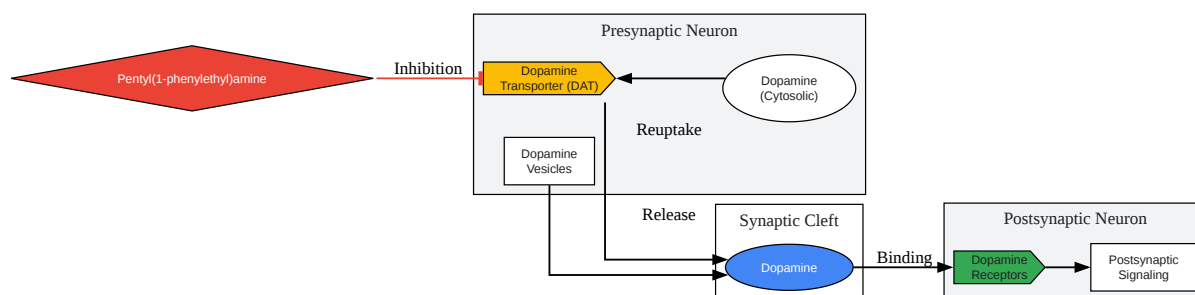 Presynaptic Neuron
Pentyl(1-phenylethyl)amine
Inhibition
Dopamine
Transporter (DAT)
Dopamine
(Cytosolic)
Reuptake
Dopamine
Vesicles
Release
Synaptic Cleft
Dopamine
Binding
Postsynaptic Neuron
Dopamine
Receptors
Postsynaptic
Signaling